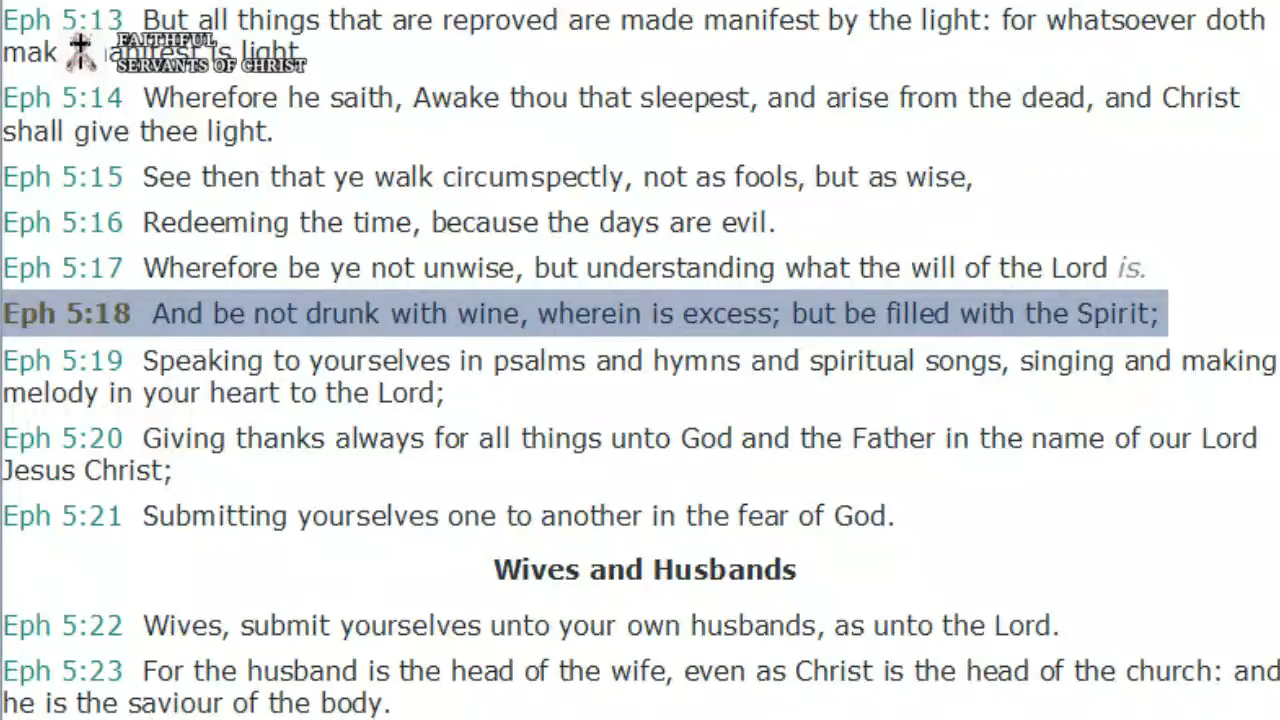 Eph 5:13 But all things that are reproved are made manifest by the light: for whatsoever doth
mak manifest is light.
FAITHFUL
SERVANTS OF CHRIST
Eph 5:14 Wherefore he saith, Awake thou that sleepest, and arise from the dead, and Christ
shall give thee light.
Eph 5:15 See then that ye walk circumspectly, not as fools, but as wise,
Eph 5:16 Redeeming the time, because the days are evil.
Eph 5:17 Wherefore be ye not unwise, but understanding what the will of the Lord is.
Eph 5:18 And be not drunk with wine, wherein is excess; but be filled with the Spirit;
Eph 5:19 Speaking to yourselves in psalms and hymns and spiritual songs, singing and making
melody in your heart to the Lord;
Eph 5:20 Giving thanks always for all things unto God and the Father in the name of our Lord
Jesus Christ;
Eph 5:21 Submitting yourselves one to another in the fear of God.
Wives and Husbands
Eph 5:22 Wives, submit yourselves unto your own husbands, as unto the Lord.
Eph 5:23 For the husband is the head of the wife, even as Christ is the head of the church: and
he is the saviour of the body.